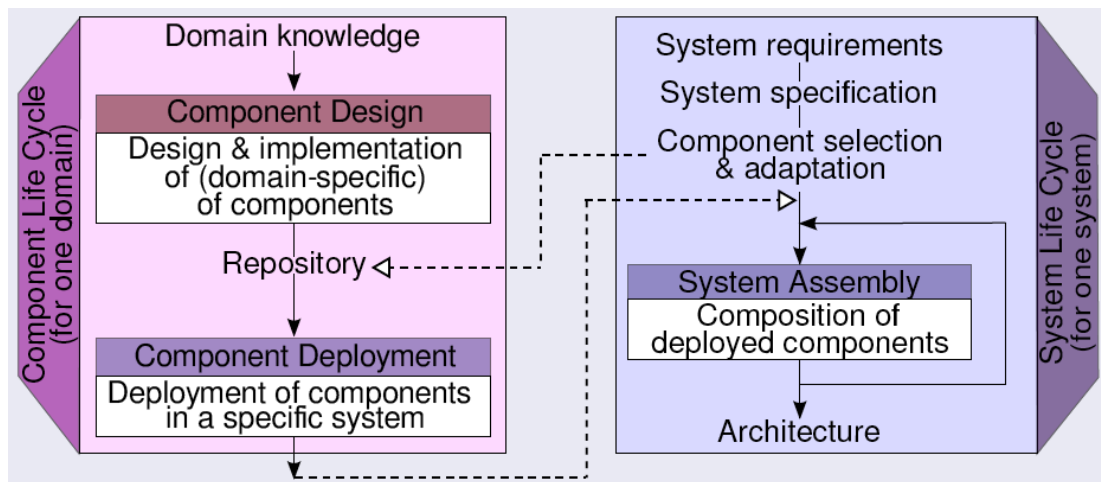 Component Life Cycle
(for one domain)
Domain knowledge
Component Design
Design & implementation
of (domain-specific)
of components
Repository
Component Deployment
Deployment of components
in a specific system
System requirements
System specification
Component selection
& adaptation
System Assembly
Composition of
deployed components
Architecture
System Life Cycle
(for one system)